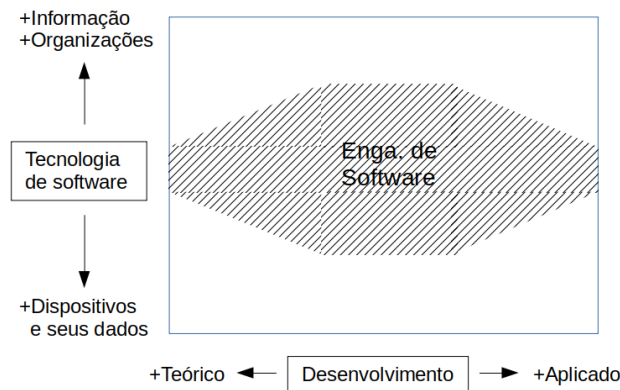 +Informação
+Organizações
Tecnologia
de software
Enga. de
Software
+Dispositivos
e seus dados
+Teórico
Desenvolvimento
+Aplicado